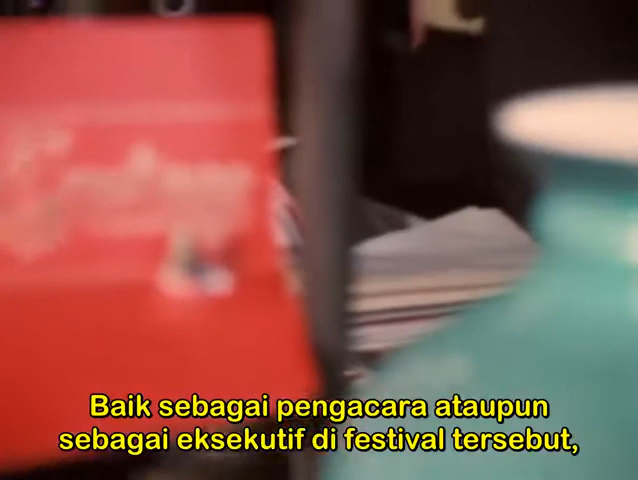 Baik sebagai pengacara ataupun
sebagai eksekutif di festival tersebut,